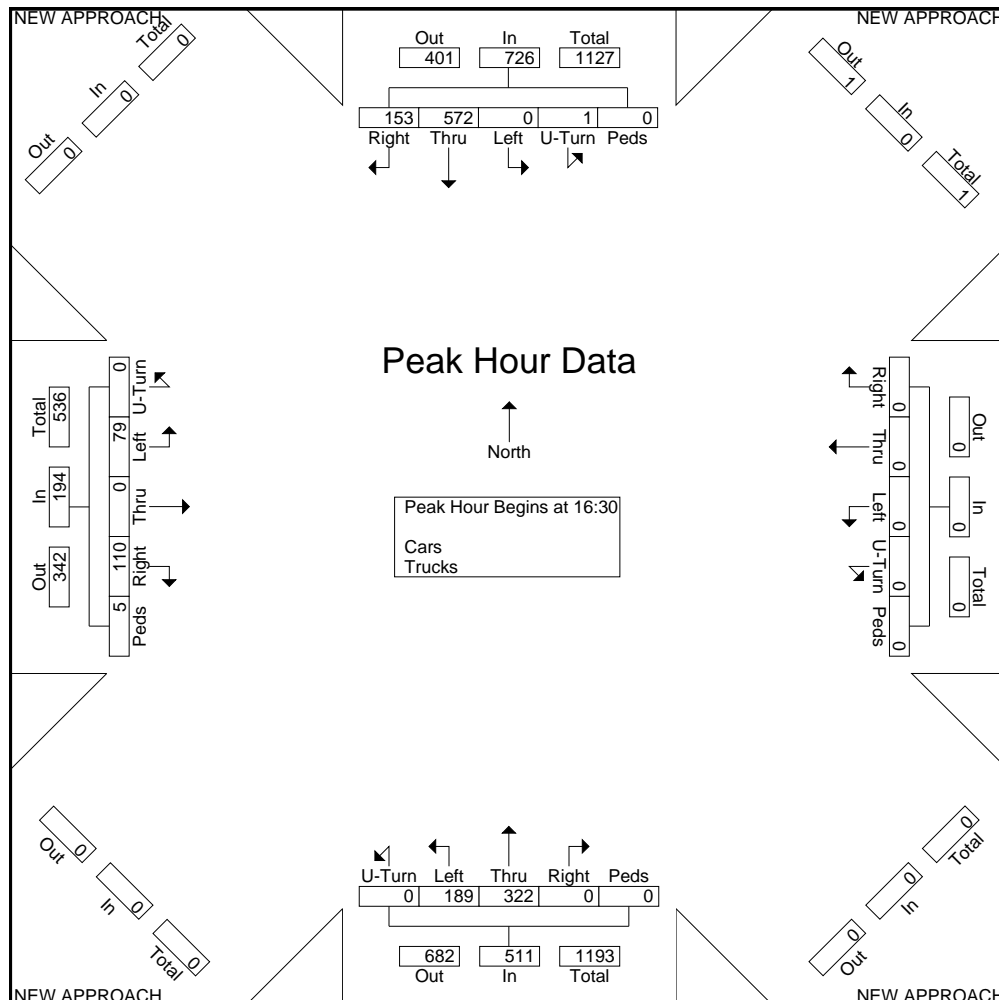 NEW APPROACH
NEW APPROACH
Total
0
In
0
Out
0
Out In Total
401 726 1127
153 572 0 1 0
Right Thru Left U-Turn Peds
Out
1
In
0
Total
1
Peak Hour Data
North
Peak Hour Begins at 16:30
Cars
Trucks
Total
536
In
194
Out
342
0
U-Turn
79
Left
0
Thru
110
Right
5
Peds
Right
0
Thru
0
Left
0
U-Turn
0
Peds
0
Out
0
In
0
Total
0
Out
0
In
0
Total
0
U-Turn Left Thru Right Peds
0 189 322 0 0
682 511 1193
Out In Total
0
Total
0
In
0
Out
NEW APPROACH
NEW APPROACH